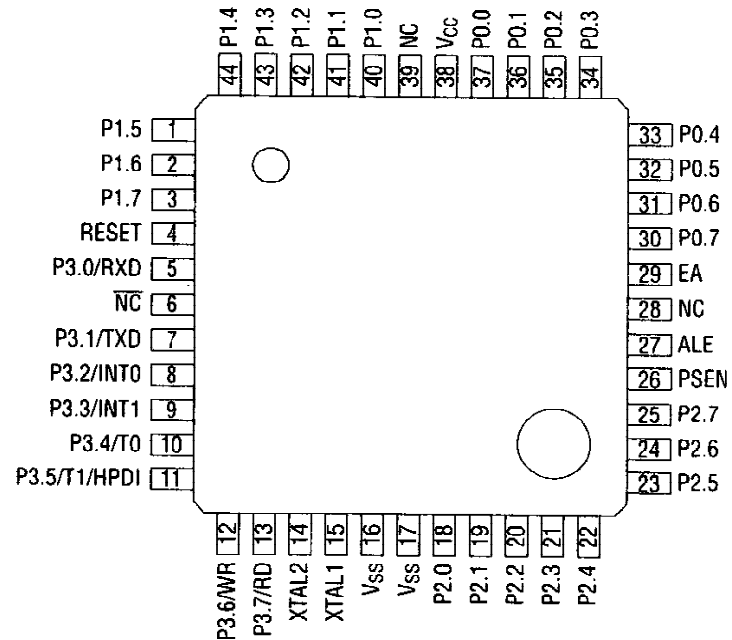 P1.4 P1.3 P1.2 P1.1 P1.0 NC VCC P0.0 P0.1 P0.2 P0.3
44 43 42 41 40 39 38 37 36 35 34
P1.5 1
P1.6 2
P1.7 3
RESET 4
P3.0/RXD 5
N̅C̅ 6
P3.1/TXD 7
P3.2/INT0 8
P3.3/INT1 9
P3.4/T0 10
P3.5/T1/HPDI 11
33 P0.4
32 P0.5
31 P0.6
30 P0.7
29 EA
28 NC
27 ALE
26 PSEN
25 P2.7
24 P2.6
23 P2.5
12 13 14 15 16 17 18 19 20 21 22
P3.6/WR P3.7/RD XTAL2 XTAL1 VSS VSS P2.0 P2.1 P2.2 P2.3 P2.4